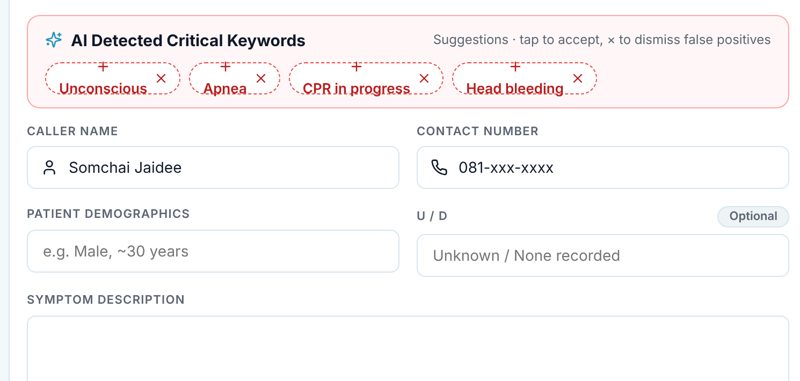 AI Detected Critical Keywords
Suggestions · tap to accept, × to dismiss false positives
+ Unconscious ×
+ Apnea ×
+ CPR in progress ×
+ Head bleeding ×
CALLER NAME
CONTACT NUMBER
Somchai Jaidee
081-xxx-xxxx
PATIENT DEMOGRAPHICS
U / D
Optional
e.g. Male, ~30 years
Unknown / None recorded
SYMPTOM DESCRIPTION